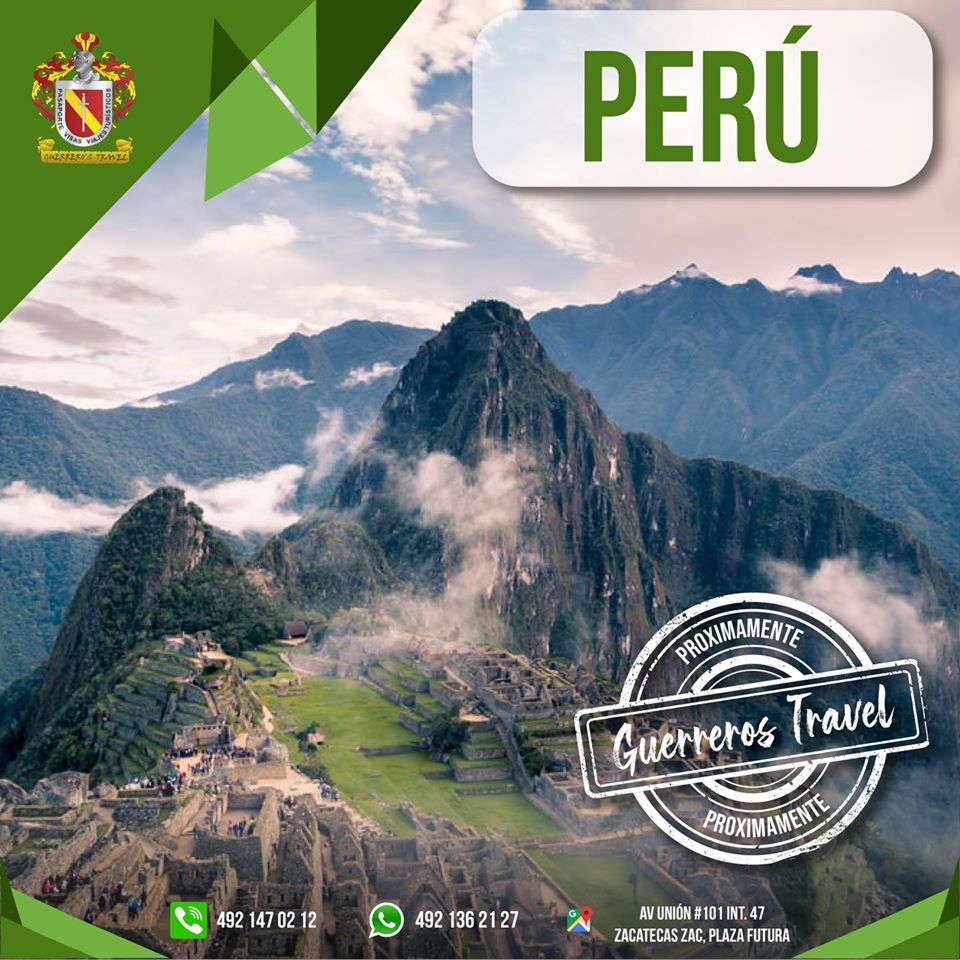 PERÚ
PASAPORTE VISAS VIAJES TURÍSTICOS
GUERRERO'S TRAVEL
PROXIMAMENTE
Guerreros Travel
PROXIMAMENTE
492 147 02 12
492 136 21 27
AV UNIÓN #101 INT. 47
ZACATECAS ZAC, PLAZA FUTURA